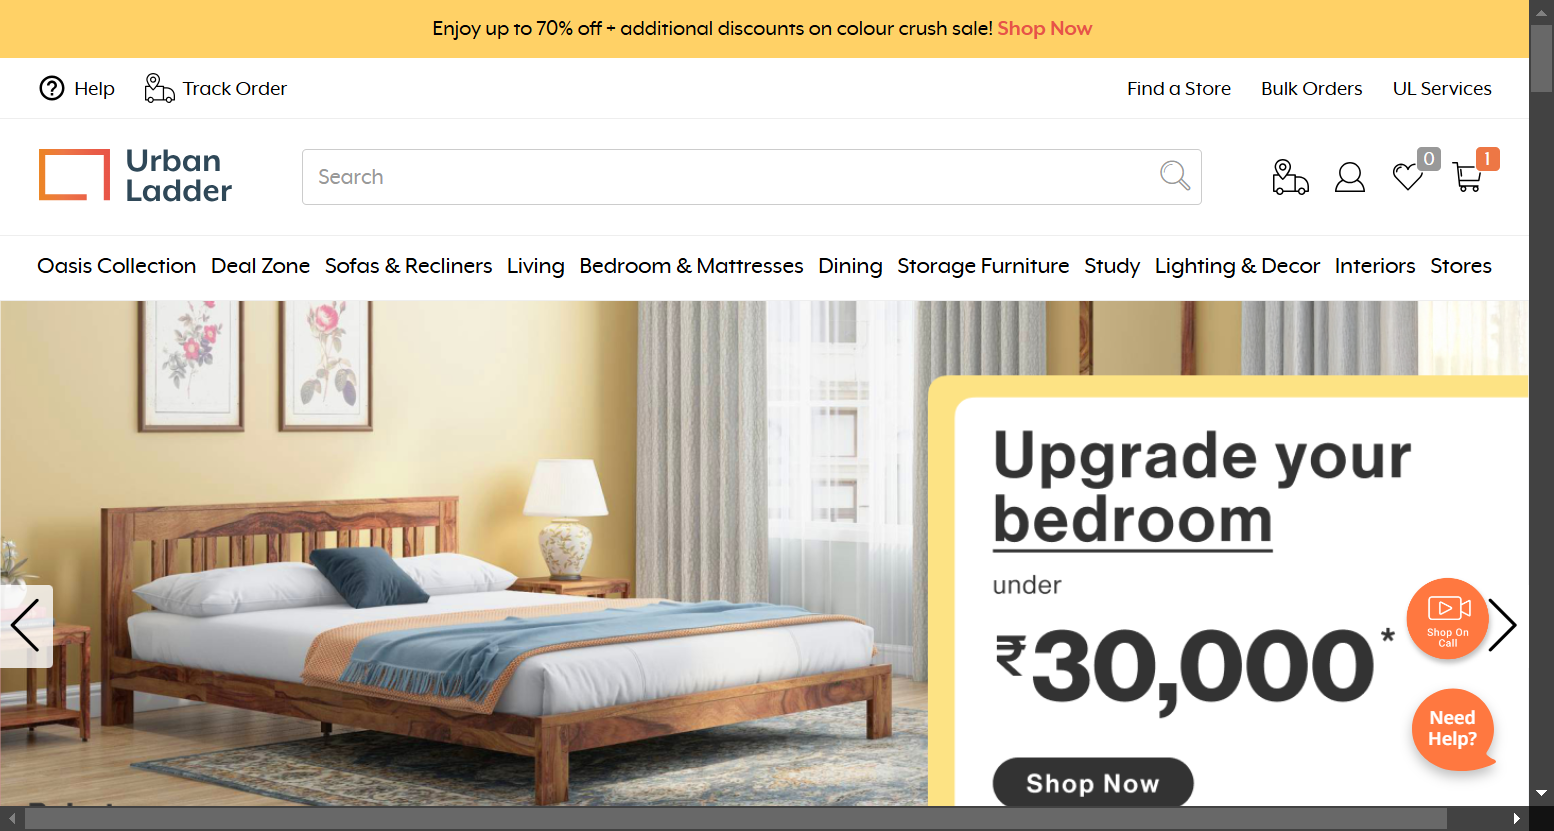 Enjoy up to 70% off + additional discounts on colour crush sale! Shop Now
Help
Track Order
Find a Store
Bulk Orders
UL Services
Urban
Ladder
Search
0
1
Oasis Collection
Deal Zone
Sofas & Recliners
Living
Bedroom & Mattresses
Dining
Storage Furniture
Study
Lighting & Decor
Interiors
Stores
Upgrade your
bedroom
under
₹30,000*
Shop Now
Shop On
Call
Need
Help?